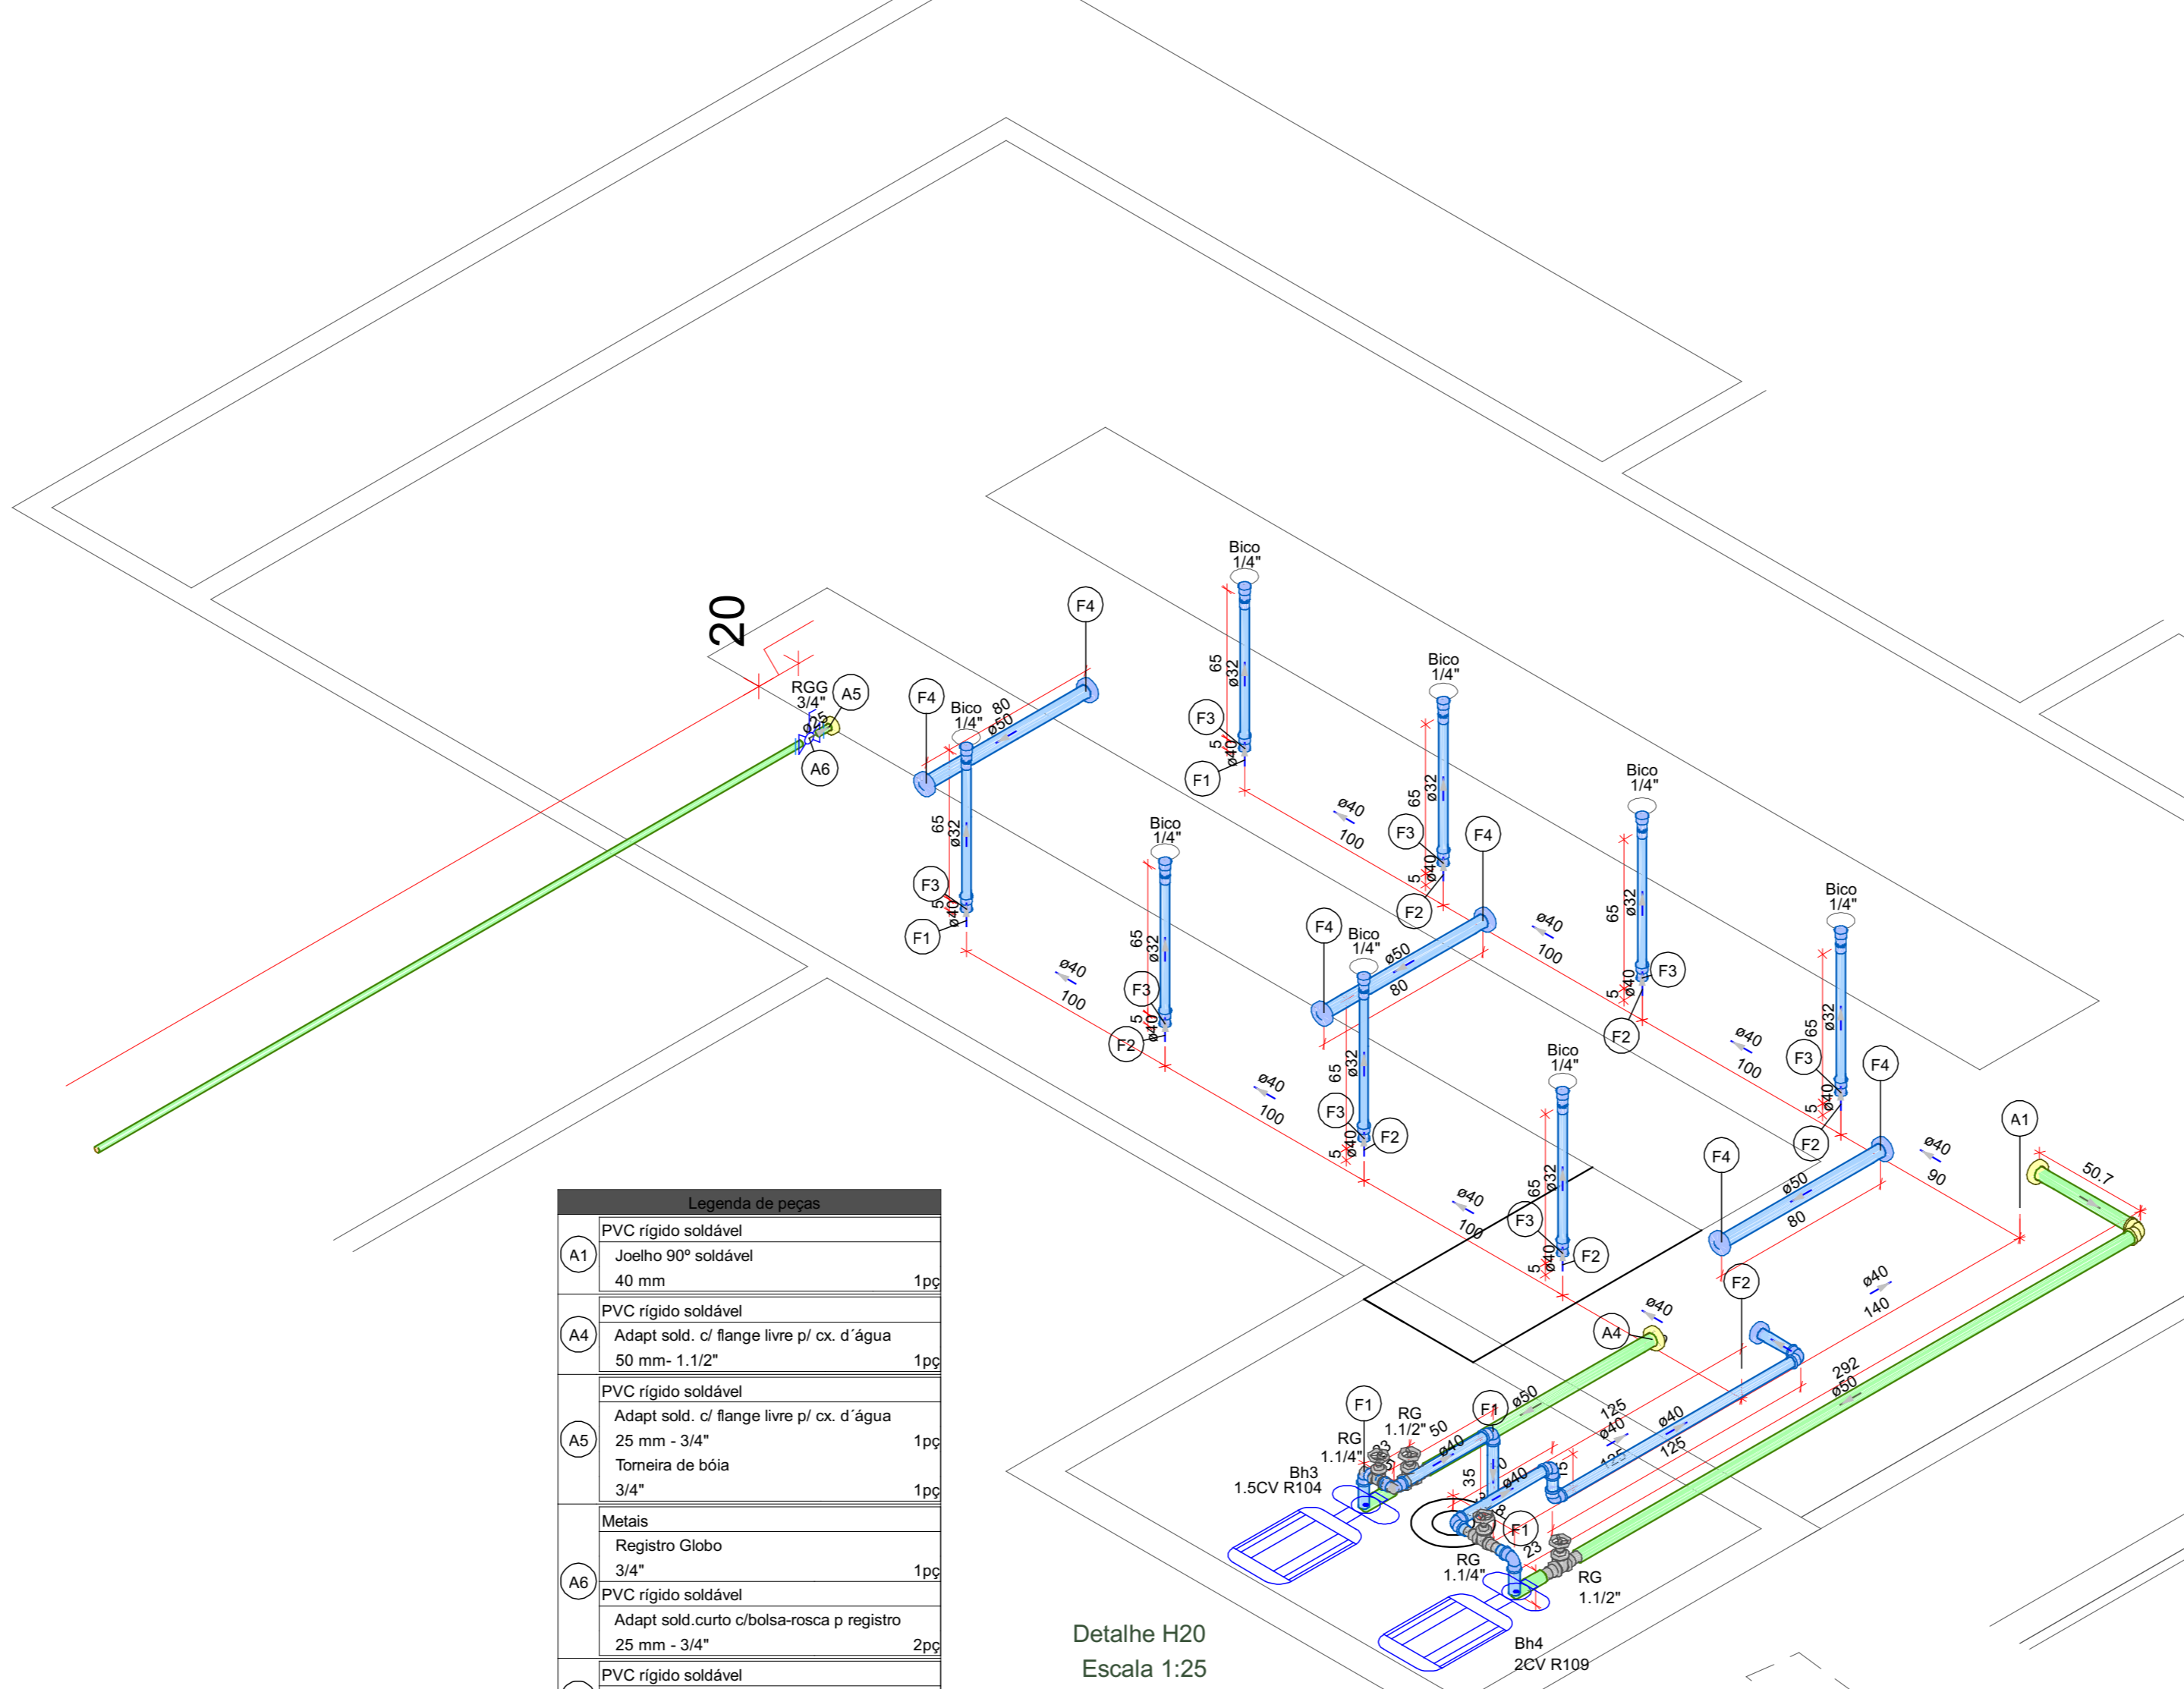 Bico
1/4"
F4
20
65
ø32
Bico
1/4"
RGG
3/4"
A5
ø25
A6
F4
Bico
1/4"
80
ø50
F3
5
ø40
F1
65
ø32
Bico
1/4"
ø40
100
F3
F4
5
ø40
F2
65
ø32
F3
5
ø40
F1
Bico
1/4"
65
ø32
Bico
1/4"
F4
Bico
1/4"
ø50
80
ø40
100
65
ø32
F3
5
ø40
F2
ø40
100
F3
5
ø40
F2
65
ø32
F3
5
ø40
F2
ø40
100
Bico
1/4"
65
ø32
ø40
100
F3
F4
5
ø40
F2
A1
ø40
90
50.7
F4
ø50
80
65
ø32
F3
5
ø40
F2
ø40
100
F2
ø40
140
ø40
A4
292
ø50
F1
RG
1.1/2"
50
F1
ø50
125
ø40
ø40
125
RG
1.1/4"
ø40
35
ø40
15
Bh3
1.5CV R104
8
F1
23
RG
1.1/4"
RG
1.1/2"
Bh4
2CV R109
Legenda de peças
A1
PVC rígido soldável
Joelho 90º soldável
40 mm 1pç
A4
PVC rígido soldável
Adapt sold. c/ flange livre p/ cx. d´água
50 mm- 1.1/2" 1pç
A5
PVC rígido soldável
Adapt sold. c/ flange livre p/ cx. d´água
25 mm - 3/4" 1pç
Torneira de bóia
3/4" 1pç
A6
Metais
Registro Globo
3/4" 1pç
PVC rígido soldável
Adapt sold.curto c/bolsa-rosca p registro
25 mm - 3/4" 2pç
PVC rígido soldável
Detalhe H20
Escala 1:25